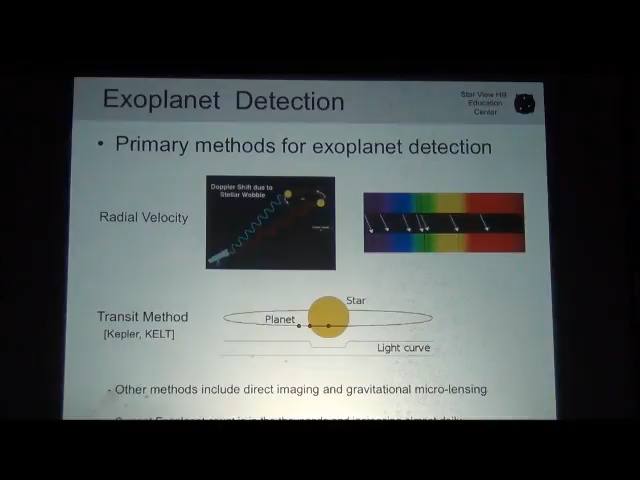 Exoplanet Detection
Star View Hill
Education
Center
• Primary methods for exoplanet detection
Doppler Shift due to
Stellar Wobble
Radial Velocity
Star
Transit Method
Planet
[Kepler, KELT]
Light curve
- Other methods include direct imaging and gravitational micro-lensing